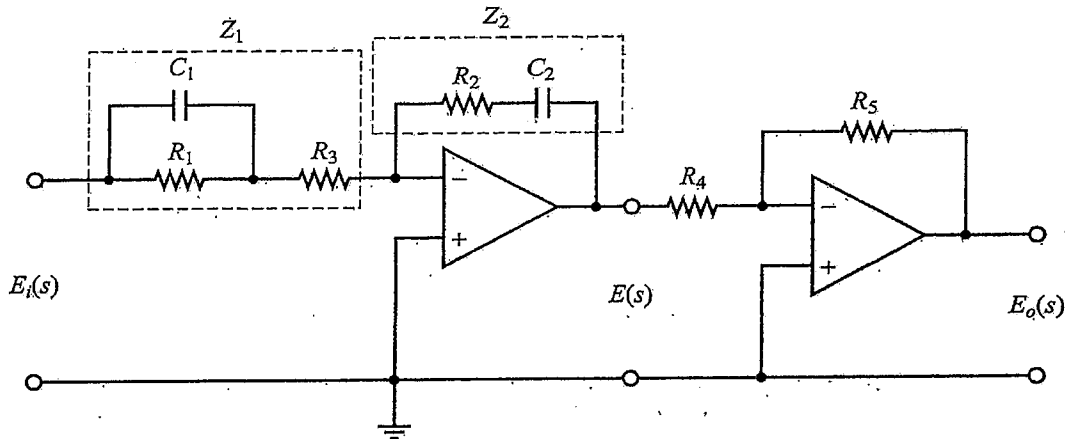 Z₁
Z₂
C₁
R₂
C₂
R₁
R₃
R₅
R₄
−
+
−
+
Eᵢ(s)
E(s)
Eₒ(s)